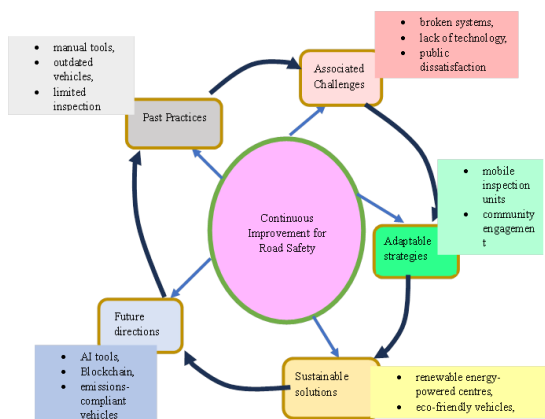 • manual tools,
• outdated
vehicles,
• limited
inspection
Past Practices
Associated
Challenges
• broken systems,
• lack of technology,
• public
dissatisfaction
Continuous
Improvement for
Road Safety
Adaptable
strategies
• mobile
inspection
units
• community
engagemen
t
Sustainable
solutions
• renewable energy-
powered centres,
• eco-friendly vehicles,
Future
directions
• AI tools,
• Blockchain,
• emissions-
compliant
vehicles